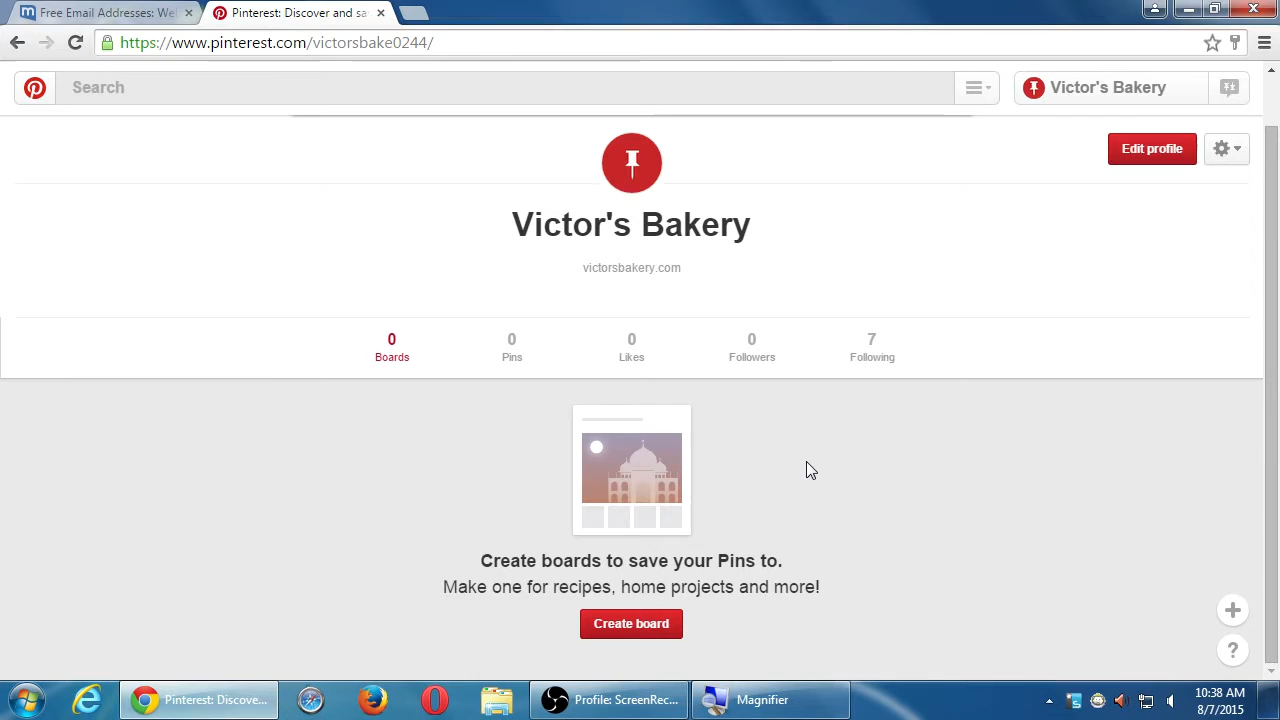 Free Email Addresses: Wel
Pinterest: Discover and sa
https://www.pinterest.com/victorsbake0244/
Search
Victor's Bakery
Edit profile
Victor's Bakery
victorsbakery.com
0 0 0 0 7
Boards Pins Likes Followers Following
Create boards to save your Pins to.
Make one for recipes, home projects and more!
Create board
Pinterest: Discove...
Profile: ScreenRec...
Magnifier
10:38 AM
8/7/2015